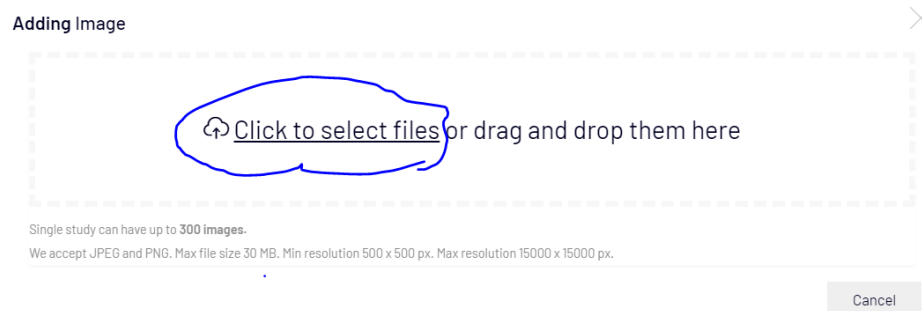 Adding Image
Click to select files or drag and drop them here
Single study can have up to 300 images.
We accept JPEG and PNG. Max file size 30 MB. Min resolution 500 x 500 px. Max resolution 15000 x 15000 px.
Cancel